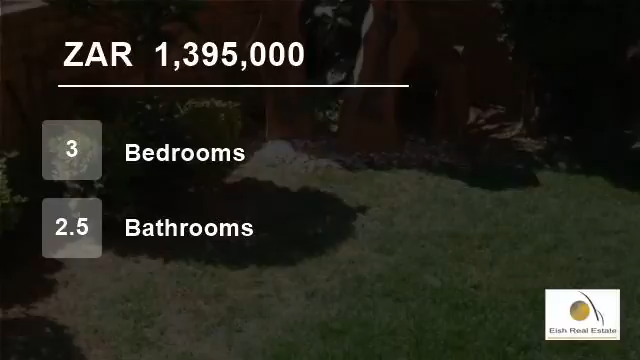 ZAR 1,395,000
3 Bedrooms
2.5 Bathrooms
Eish Real Estate